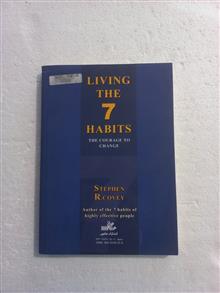 LIVING
THE
7
HABITS
THE COURAGE TO
CHANGE
STEPHEN
R.COVEY
Author of the 7 habits of
highly effective people